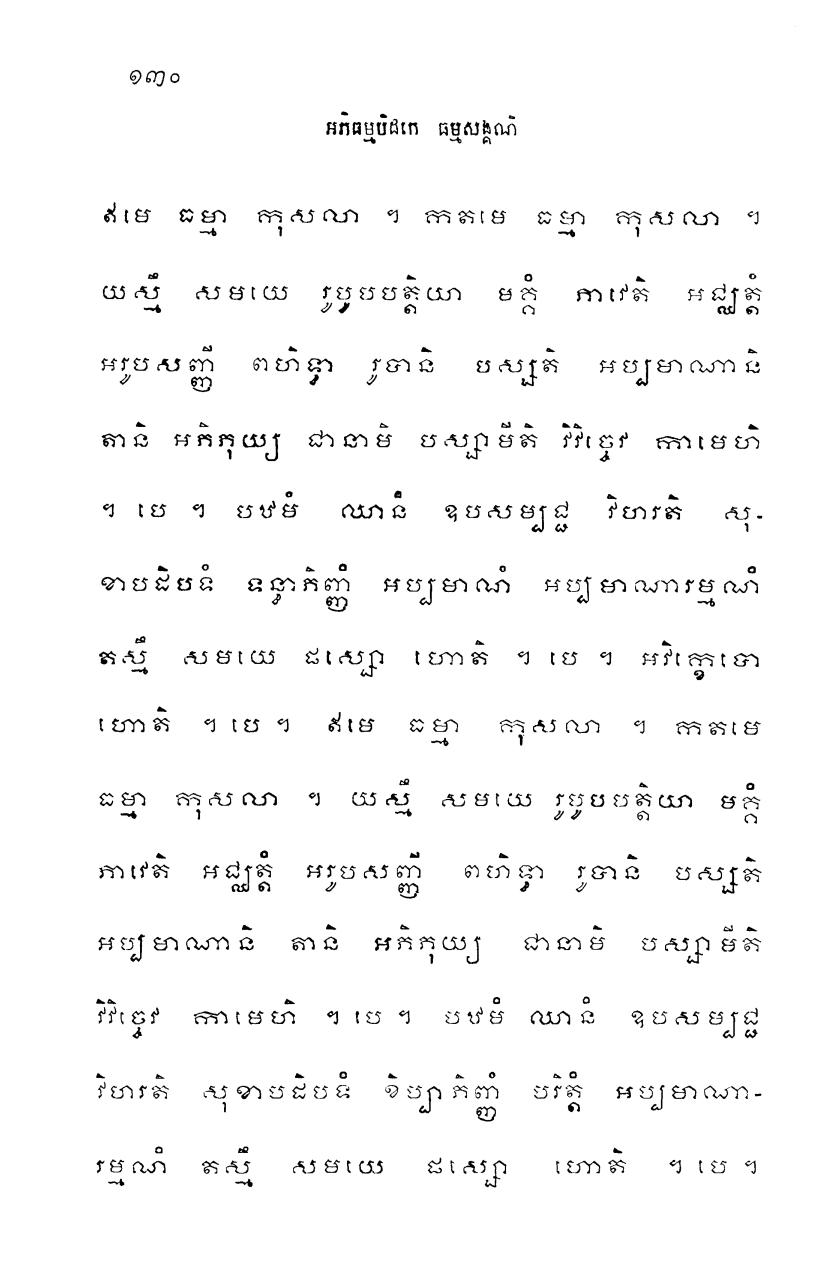 ១៣០
អភិធម្មបិដកេ ធម្មសង្គណិ
ឥមេ ធម្មា កុសលា ។ កតមេ ធម្មា កុសលា ។
យស្មឹ សមយេ រូបូបបត្តិយា មគ្គំ ភាវេតិ អជ្ឈត្តំ
អរូបសញ្ញី ពហិទ្ធា រូបានិ បស្សតិ អប្បមាណានិ
តានិ អភិភុយ្យ ជានាមិ បស្សាមីតិ វិវិច្ចេវ កាមេហិ
។ បេ ។ បឋមំ ឈានំ ឧបសម្បជ្ជ វិហរតិ សុ-
ខាបដិបទំ ទន្ធាភិញ្ញំ អប្បមាណំ អប្បមាណារម្មណំ
តស្មឹ សមយេ ផស្សោ ហោតិ ។ បេ ។ អវិក្ខេបោ
ហោតិ ។ បេ ។ ឥមេ ធម្មា កុសលា ។ កតមេ
ធម្មា កុសលា ។ យស្មឹ សមយេ រូបូបបត្តិយា មគ្គំ
ភាវេតិ អជ្ឈត្តំ អរូបសញ្ញី ពហិទ្ធា រូបានិ បស្សតិ
អប្បមាណានិ តានិ អភិភុយ្យ ជានាមិ បស្សាមីតិ
វិវិច្ចេវ កាមេហិ ។ បេ ។ បឋមំ ឈានំ ឧបសម្បជ្ជ
វិហរតិ សុខាបដិបទំ ខិប្បាភិញ្ញំ បរិត្តំ អប្បមាណា-
រម្មណំ តស្មឹ សមយេ ផស្សោ ហោតិ ។ បេ ។